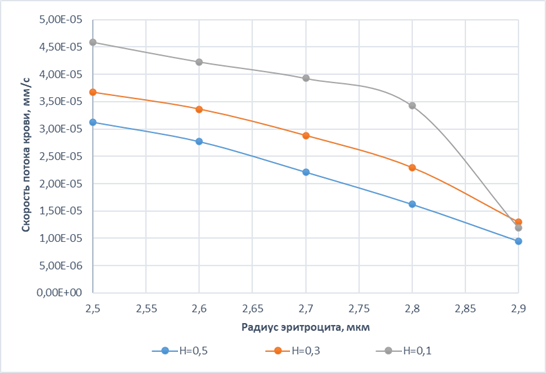 5,00E-05
4,50E-05
4,00E-05
3,50E-05
3,00E-05
2,50E-05
2,00E-05
1,50E-05
1,00E-05
5,00E-06
0,00E+00
Скорость потока крови, мм/с
2,5 2,55 2,6 2,65 2,7 2,75 2,8 2,85 2,9
Радиус эритроцита, мкм
H=0,5 H=0,3 H=0,1